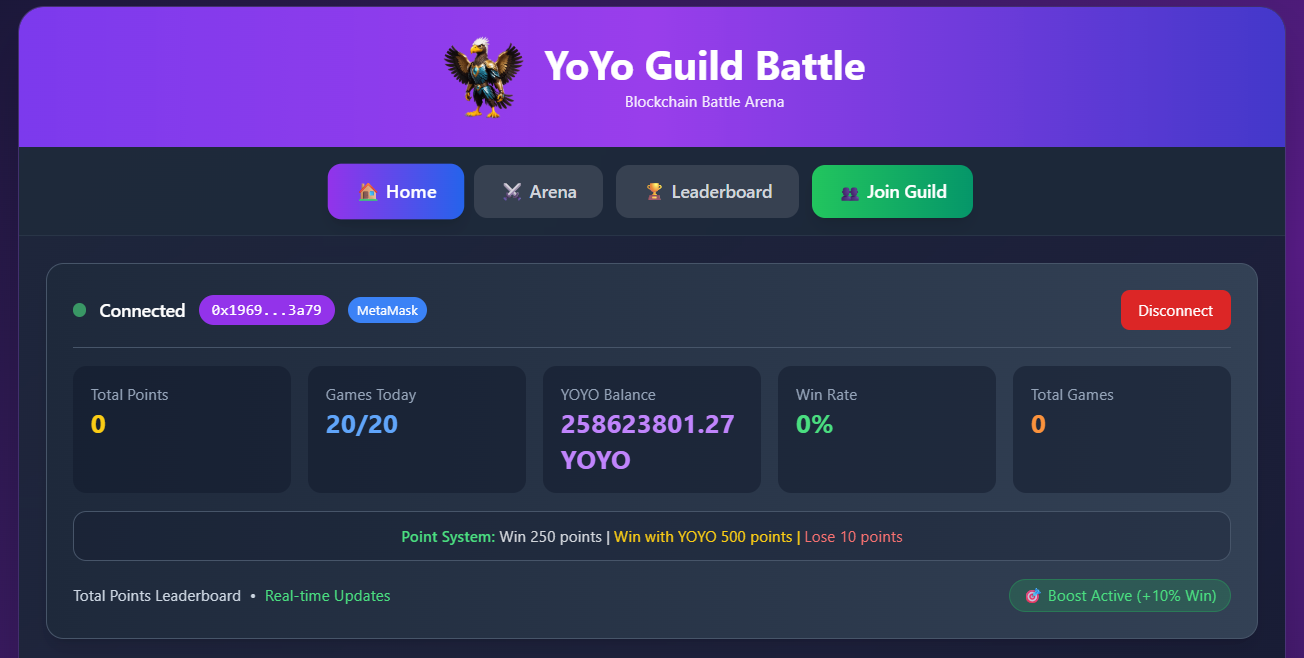 YoYo Guild Battle
Blockchain Battle Arena
Home
Arena
Leaderboard
Join Guild
Connected
0x1969...3a79
MetaMask
Disconnect
Total Points
0
Games Today
20/20
YOYO Balance
258623801.27
YOYO
Win Rate
0%
Total Games
0
Point System: Win 250 points | Win with YOYO 500 points | Lose 10 points
Total Points Leaderboard • Real-time Updates
Boost Active (+10% Win)